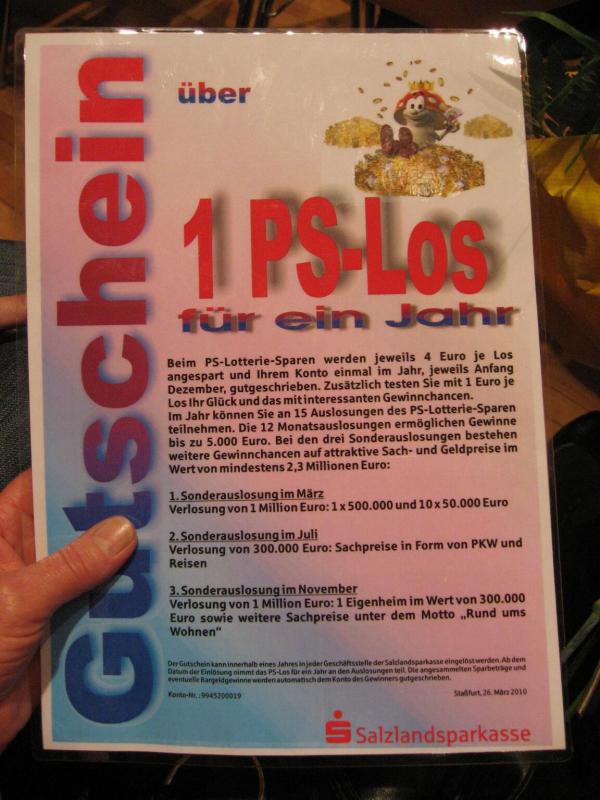 Gutschein
über
1 PS-Los
für ein Jahr
Beim PS-Lotterie-Sparen werden jeweils 4 Euro je Los
angespart und Ihrem Konto einmal im Jahr, jeweils Anfang
Dezember, gutgeschrieben. Zusätzlich testen Sie mit 1 Euro je
Los Ihr Glück und das mit interessanten Gewinnchancen.
Im Jahr können Sie an 15 Auslosungen des PS-Lotterie-Sparen
teilnehmen. Die 12 Monatsauslosungen ermöglichen Gewinne
bis zu 5.000 Euro. Bei den drei Sonderauslosungen bestehen
weitere Gewinnchancen auf attraktive Sach- und Geldpreise im
Wert von mindestens 2,3 Millionen Euro:
1. Sonderauslosung im März
Verlosung von 1 Million Euro: 1 x 500.000 und 10 x 50.000 Euro
2. Sonderauslosung im Juli
Verlosung von 300.000 Euro: Sachpreise in Form von PKW und
Reisen
3. Sonderauslosung im November
Verlosung von 1 Million Euro: 1 Eigenheim im Wert von 300.000
Euro sowie weitere Sachpreise unter dem Motto „Rund ums
Wohnen“
Der Gutschein kann innerhalb eines Jahres in jeder Geschäftsstelle der Salzlandsparkasse eingelöst werden. Ab dem
Datum der Einlösung nimmt das PS-Los für ein Jahr an den Auslosungen teil. Die angesammelten Sparbeträge und
eventuelle Bargeldgewinne werden automatisch dem Konto des Gewinners gutgeschrieben.
Konto-Nr.: 9945200019 Staßfurt, 26. März 2010
Salzlandsparkasse